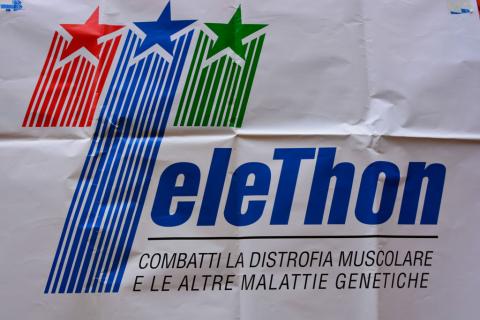 TeleThon
COMBATTI LA DISTROFIA MUSCOLARE
E LE ALTRE MALATTIE GENETICHE